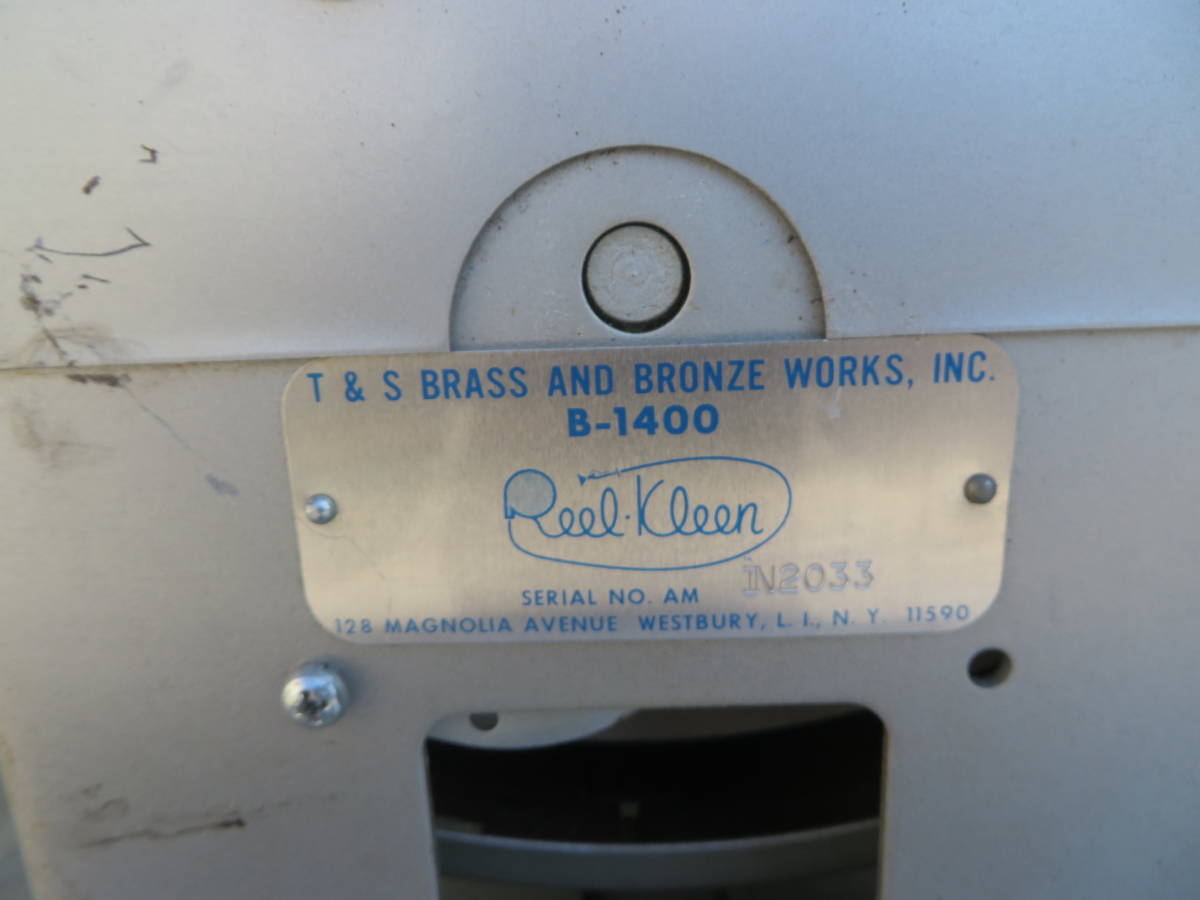 T & S BRASS AND BRONZE WORKS, INC.
B-1400
Reel·Kleen
SERIAL NO. AM IN2033
128 MAGNOLIA AVENUE WESTBURY, L. I., N. Y. 11590